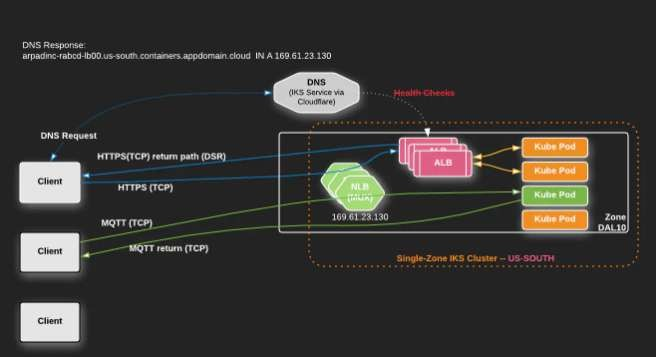 DNS Response:
arpadinc-rabcd-lb00.us-south.containers.appdomain.cloud IN A 169.61.23.130
DNS
(IKS Service via
Cloudflare)
Health Checks
DNS Request
HTTPS(TCP) return path (DSR)
ALB
ALB
Kube Pod
Kube Pod
Client
HTTPS (TCP)
NLB
(MUX)
Kube Pod
169.61.23.130
Kube Pod
Zone
DAL10
MQTT (TCP)
Client
MQTT return (TCP)
Single-Zone IKS Cluster -- US-SOUTH
Client